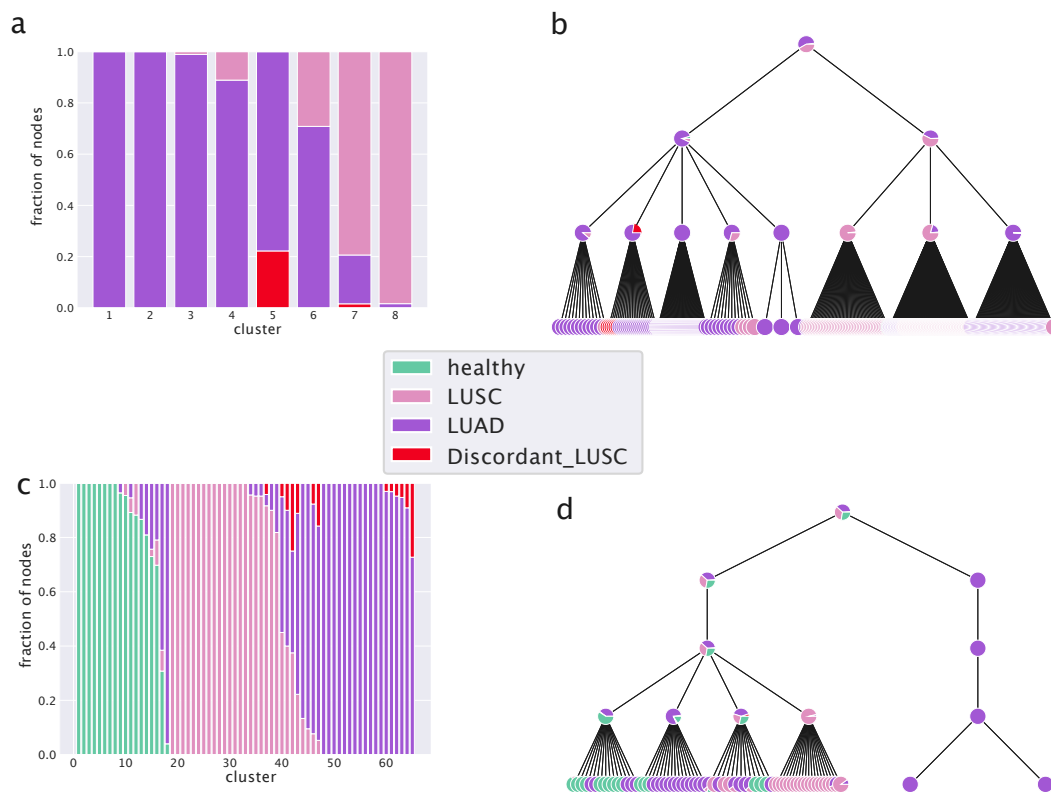 a
b
1.0
0.8
0.6
0.4
0.2
0.0
fraction of nodes
1 2 3 4 5 6 7 8
cluster
healthy
LUSC
LUAD
Discordant_LUSC
c
d
1.0
0.8
0.6
0.4
0.2
0.0
fraction of nodes
0 10 20 30 40 50 60
cluster